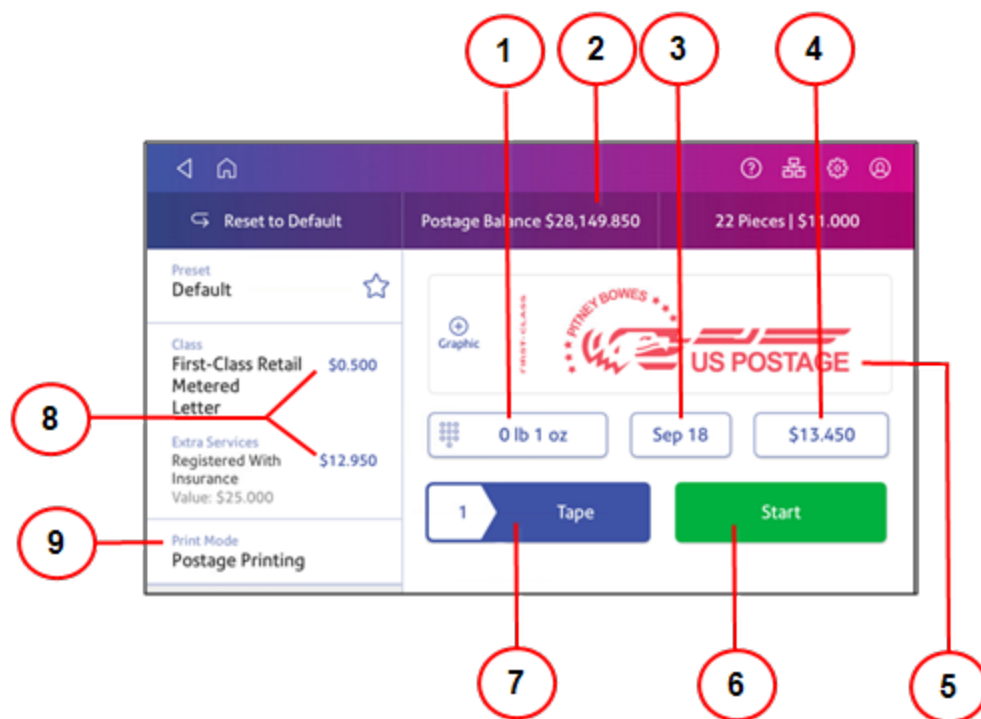 1
2
3
4
Reset to Default
Postage Balance $28,149.850
22 Pieces | $11.000
Preset
Default
Class
First-Class Retail
Metered
Letter
$0.500
Extra Services
Registered With
Insurance
Value: $25.000
$12.950
Print Mode
Postage Printing
Graphic
FIRST-CLASS
PITNEY BOWES
US POSTAGE
0 lb 1 oz
Sep 18
$13.450
1
Tape
Start
8
9
7
6
5